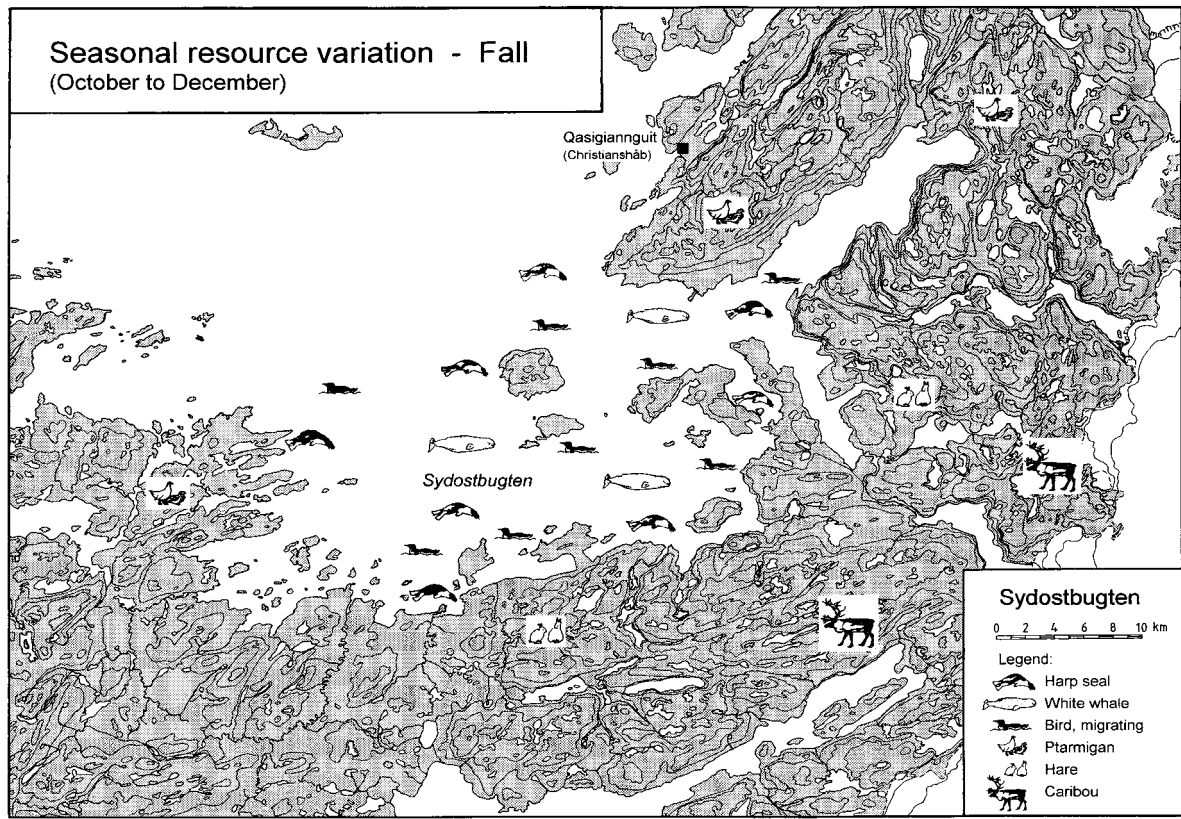 Seasonal resource variation - Fall
(October to December)
Qasigiannguit
(Christianshåb)
Sydostbugten
Sydostbugten
0 2 4 6 8 10 km
Legend:
Harp seal
White whale
Bird, migrating
Ptarmigan
Hare
Caribou